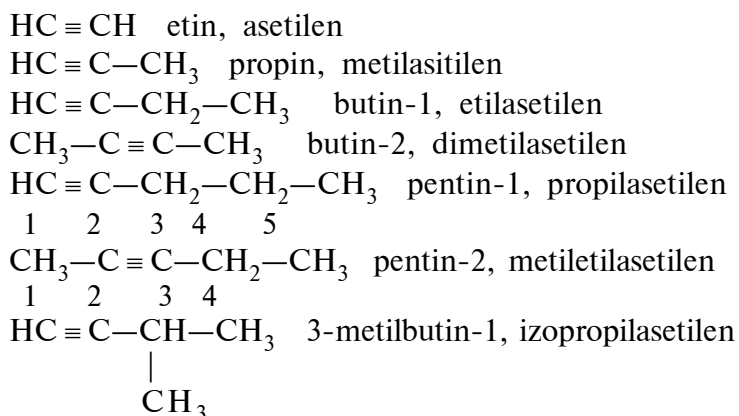 HC≡CH etin, asetilen
HC≡C—CH₃ propin, metilasitilen
HC≡C—CH₂—CH₃ butin-1, etilasetilen
CH₃—C≡C—CH₃ butin-2, dimetilasetilen
HC≡C—CH₂—CH₂—CH₃ pentin-1, propilasetilen
1 2 3 4 5
CH₃—C≡C—CH₂—CH₃ pentin-2, metiletilasetilen
1 2 3 4
HC≡C—CH—CH₃ 3-metilbutin-1, izopropilasetilen
|
CH₃